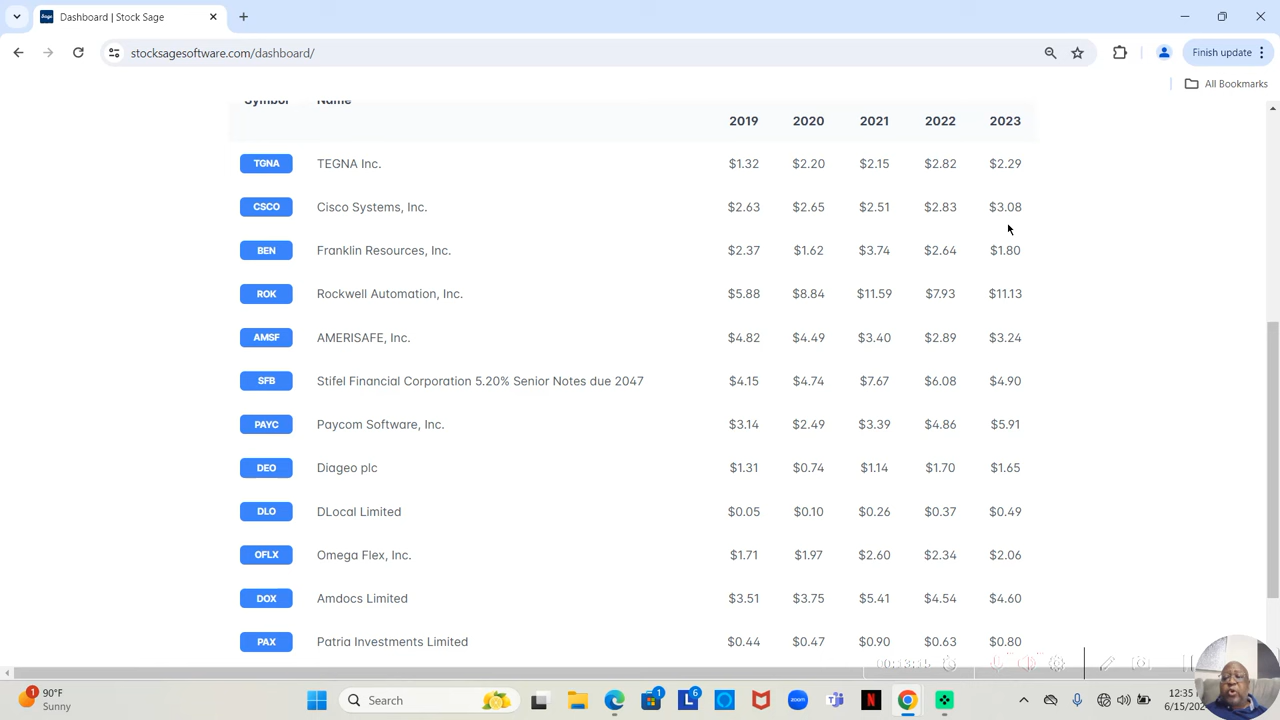 Dashboard | Stock Sage
stocksagesoftware.com/dashboard/
Finish update
All Bookmarks
Symbol Name
2019 2020 2021 2022 2023
TGNA TEGNA Inc. $1.32 $2.20 $2.15 $2.82 $2.29
CSCO Cisco Systems, Inc. $2.63 $2.65 $2.51 $2.83 $3.08
BEN Franklin Resources, Inc. $2.37 $1.62 $3.74 $2.64 $1.80
ROK Rockwell Automation, Inc. $5.88 $8.84 $11.59 $7.93 $11.13
AMSF AMERISAFE, Inc. $4.82 $4.49 $3.40 $2.89 $3.24
SFB Stifel Financial Corporation 5.20% Senior Notes due 2047 $4.15 $4.74 $7.67 $6.08 $4.90
PAYC Paycom Software, Inc. $3.14 $2.49 $3.39 $4.86 $5.91
DEO Diageo plc $1.31 $0.74 $1.14 $1.70 $1.65
DLO DLocal Limited $0.05 $0.10 $0.26 $0.37 $0.49
OFLX Omega Flex, Inc. $1.71 $1.97 $2.60 $2.34 $2.06
DOX Amdocs Limited $3.51 $3.75 $5.41 $4.54 $4.60
PAX Patria Investments Limited $0.44 $0.47 $0.90 $0.63 $0.80
90°F
Sunny
Search
12:35